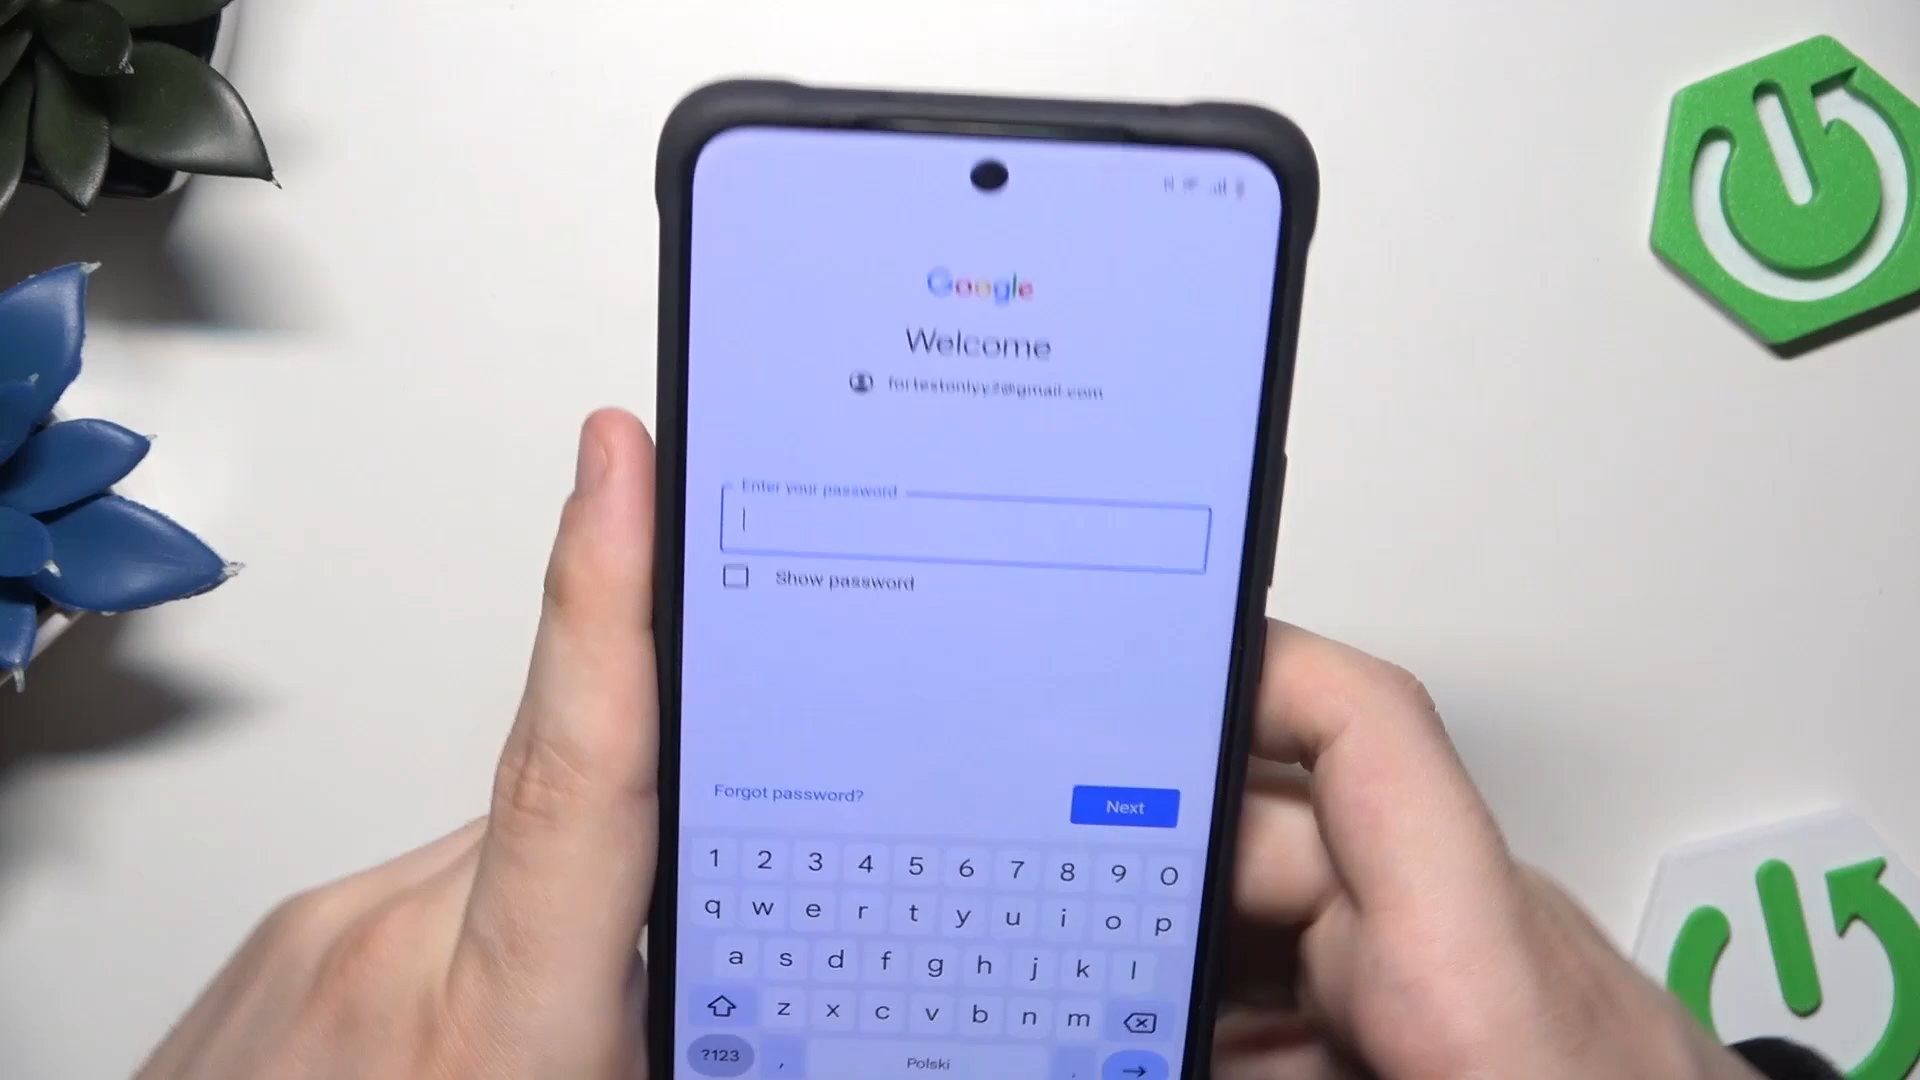 Google
Welcome
fortestonlyy2@gmail.com
Enter your password
Show password
Forgot password?
Next
1 2 3 4 5 6 7 8 9 0
q w e r t y u i o p
a s d f g h j k l
z x c v b n m
?123 , Polski .